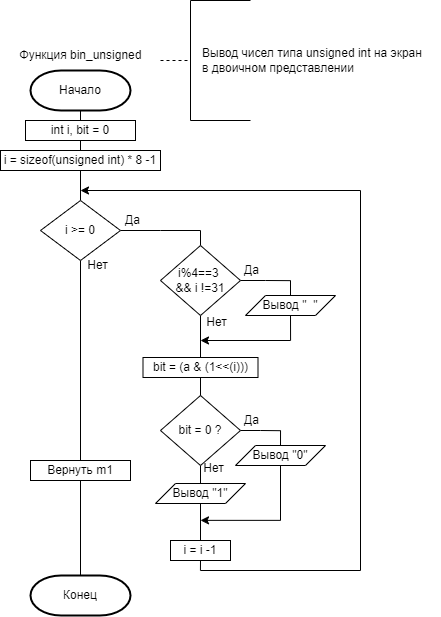 Функция bin_unsigned
Вывод чисел типа unsigned int на экран
в двоичном представлении
Начало
int i, bit = 0
i = sizeof(unsigned int) * 8 -1
i >= 0
Да
Нет
i%4==3
&& i !=31
Да
Вывод "  "
Нет
bit = (a & (1<<(i)))
bit = 0 ?
Да
Вывод "0"
Нет
Вернуть m1
Вывод "1"
i = i -1
Конец